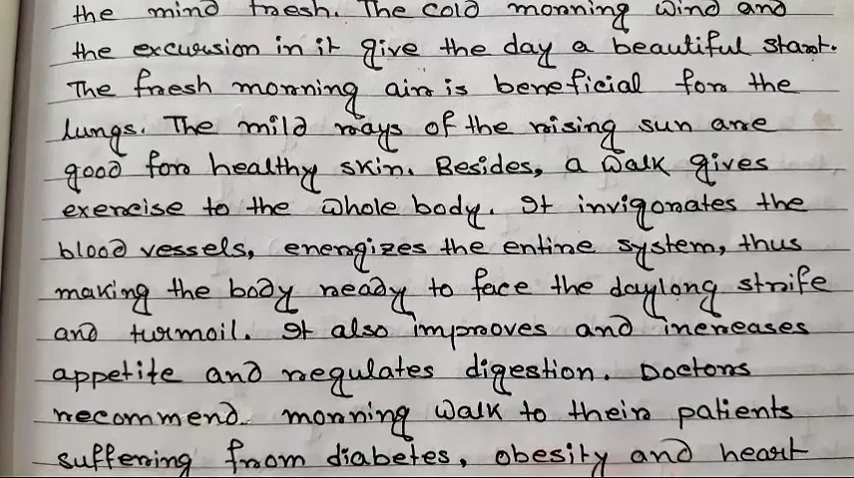 the mind fresh. The cold morning wind and
the excursion in it give the day a beautiful start.
The fresh morning air is beneficial for the
lungs. The mild rays of the rising sun are
good for healthy skin. Besides, a walk gives
exercise to the whole body. It invigorates the
blood vessels, energizes the entire system, thus
making the body ready to face the daylong strife
and turmoil. It also improves and increases
appetite and regulates digestion. Doctors
recommend morning walk to their patients
suffering from diabetes, obesity and heart